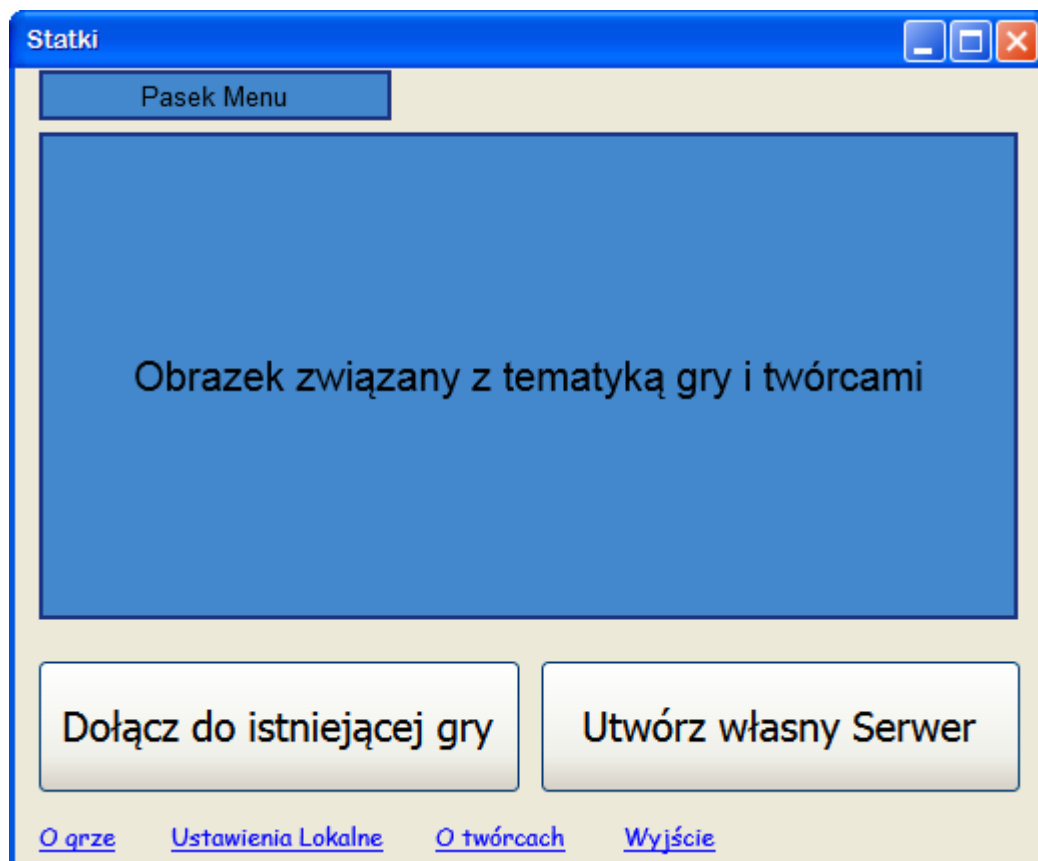 Statki
Pasek Menu
Obrazek związany z tematyką gry i twórcami
Dołącz do istniejącej gry
Utwórz własny Serwer
O grze Ustawienia Lokalne O twórcach Wyjście